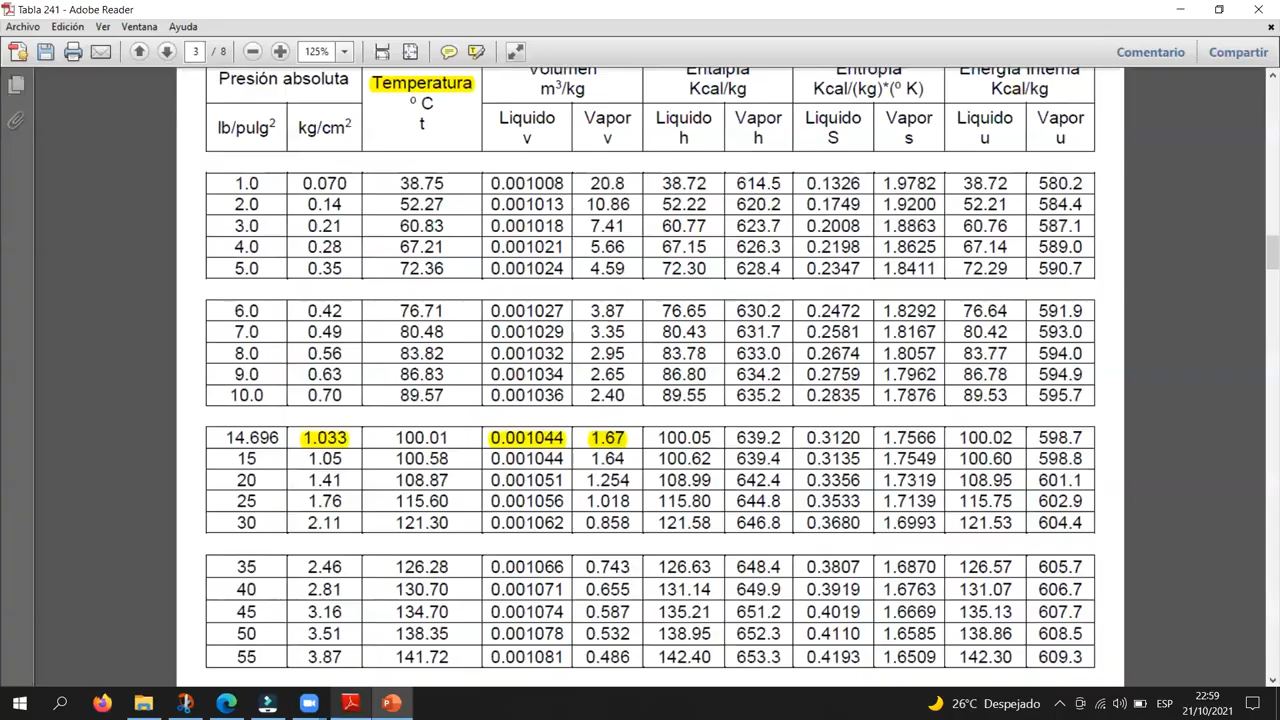 Tabla 241 - Adobe Reader
Archivo Edición Ver Ventana Ayuda
3 / 8 125% Comentario Compartir
Presión absoluta Temperatura Volumen Entalpía Entropía Energía interna
º C m³/kg Kcal/kg Kcal/(kg)*(º K) Kcal/kg
lb/pulg² kg/cm² t Liquido Vapor Liquido Vapor Liquido Vapor Liquido Vapor
v v h h S s u u
1.0 0.070 38.75 0.001008 20.8 38.72 614.5 0.1326 1.9782 38.72 580.2
2.0 0.14 52.27 0.001013 10.86 52.22 620.2 0.1749 1.9200 52.21 584.4
3.0 0.21 60.83 0.001018 7.41 60.77 623.7 0.2008 1.8863 60.76 587.1
4.0 0.28 67.21 0.001021 5.66 67.15 626.3 0.2198 1.8625 67.14 589.0
5.0 0.35 72.36 0.001024 4.59 72.30 628.4 0.2347 1.8411 72.29 590.7
6.0 0.42 76.71 0.001027 3.87 76.65 630.2 0.2472 1.8292 76.64 591.9
7.0 0.49 80.48 0.001029 3.35 80.43 631.7 0.2581 1.8167 80.42 593.0
8.0 0.56 83.82 0.001032 2.95 83.78 633.0 0.2674 1.8057 83.77 594.0
9.0 0.63 86.83 0.001034 2.65 86.80 634.2 0.2759 1.7962 86.78 594.9
10.0 0.70 89.57 0.001036 2.40 89.55 635.2 0.2835 1.7876 89.53 595.7
14.696 1.033 100.01 0.001044 1.67 100.05 639.2 0.3120 1.7566 100.02 598.7
15 1.05 100.58 0.001044 1.64 100.62 639.4 0.3135 1.7549 100.60 598.8
20 1.41 108.87 0.001051 1.254 108.99 642.4 0.3356 1.7319 108.95 601.1
25 1.76 115.60 0.001056 1.018 115.80 644.8 0.3533 1.7139 115.75 602.9
30 2.11 121.30 0.001062 0.858 121.58 646.8 0.3680 1.6993 121.53 604.4
35 2.46 126.28 0.001066 0.743 126.63 648.4 0.3807 1.6870 126.57 605.7
40 2.81 130.70 0.001071 0.655 131.14 649.9 0.3919 1.6763 131.07 606.7
45 3.16 134.70 0.001074 0.587 135.21 651.2 0.4019 1.6669 135.13 607.7
50 3.51 138.35 0.001078 0.532 138.95 652.3 0.4110 1.6585 138.86 608.5
55 3.87 141.72 0.001081 0.486 142.40 653.3 0.4193 1.6509 142.30 609.3
26°C Despejado ESP 22:59
21/10/2021